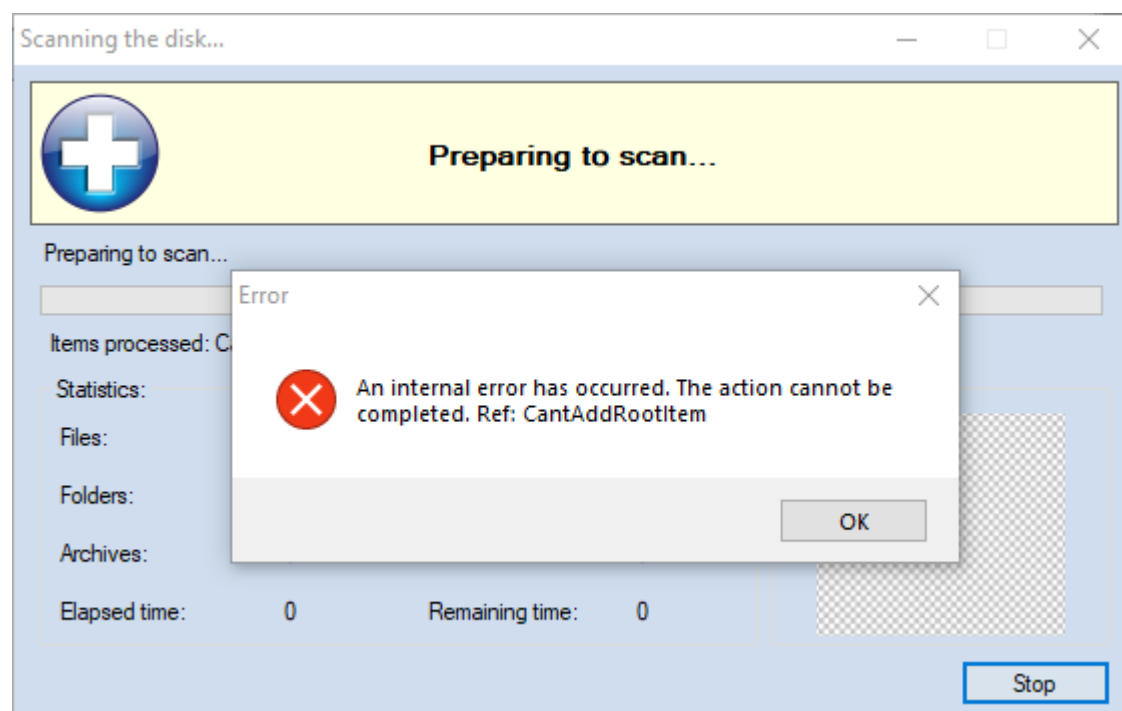 Scanning the disk...
Preparing to scan...
Preparing to scan...
Error
Items processed:
An internal error has occurred. The action cannot be
completed. Ref: CantAddRootItem
Statistics:
Files:
Folders:
OK
Archives:
Elapsed time: 0 Remaining time: 0
Stop